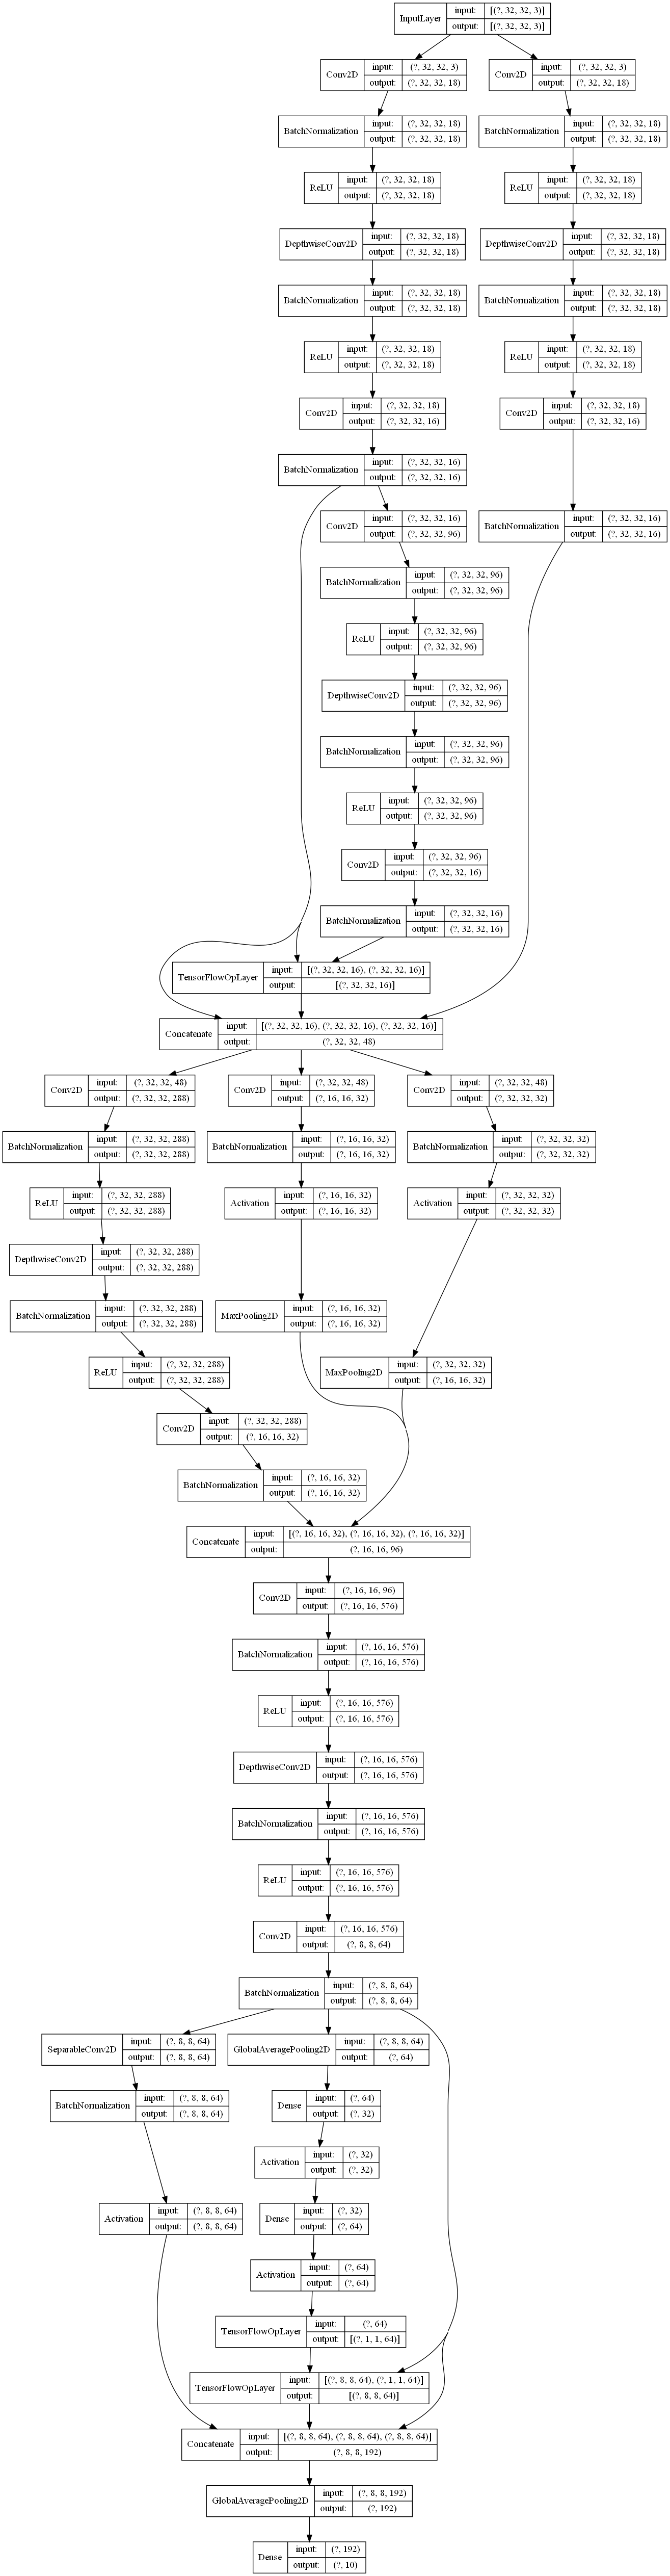 InputLayer input: [(?, 32, 32, 3)]
output: [(?, 32, 32, 3)]
Conv2D input: (?, 32, 32, 3)
output: (?, 32, 32, 18)
Conv2D input: (?, 32, 32, 3)
output: (?, 32, 32, 18)
BatchNormalization input: (?, 32, 32, 18)
output: (?, 32, 32, 18)
BatchNormalization input: (?, 32, 32, 18)
output: (?, 32, 32, 18)
ReLU input: (?, 32, 32, 18)
output: (?, 32, 32, 18)
ReLU input: (?, 32, 32, 18)
output: (?, 32, 32, 18)
DepthwiseConv2D input: (?, 32, 32, 18)
output: (?, 32, 32, 18)
DepthwiseConv2D input: (?, 32, 32, 18)
output: (?, 32, 32, 18)
BatchNormalization input: (?, 32, 32, 18)
output: (?, 32, 32, 18)
BatchNormalization input: (?, 32, 32, 18)
output: (?, 32, 32, 18)
ReLU input: (?, 32, 32, 18)
output: (?, 32, 32, 18)
ReLU input: (?, 32, 32, 18)
output: (?, 32, 32, 18)
Conv2D input: (?, 32, 32, 18)
output: (?, 32, 32, 16)
Conv2D input: (?, 32, 32, 18)
output: (?, 32, 32, 16)
BatchNormalization input: (?, 32, 32, 16)
output: (?, 32, 32, 16)
Conv2D input: (?, 32, 32, 16)
output: (?, 32, 32, 96)
BatchNormalization input: (?, 32, 32, 16)
output: (?, 32, 32, 16)
BatchNormalization input: (?, 32, 32, 96)
output: (?, 32, 32, 96)
ReLU input: (?, 32, 32, 96)
output: (?, 32, 32, 96)
DepthwiseConv2D input: (?, 32, 32, 96)
output: (?, 32, 32, 96)
BatchNormalization input: (?, 32, 32, 96)
output: (?, 32, 32, 96)
ReLU input: (?, 32, 32, 96)
output: (?, 32, 32, 96)
Conv2D input: (?, 32, 32, 96)
output: (?, 32, 32, 16)
BatchNormalization input: (?, 32, 32, 16)
output: (?, 32, 32, 16)
TensorFlowOpLayer input: [(?, 32, 32, 16), (?, 32, 32, 16)]
output: [(?, 32, 32, 16)]
Concatenate input: [(?, 32, 32, 16), (?, 32, 32, 16), (?, 32, 32, 16)]
output: (?, 32, 32, 48)
Conv2D input: (?, 32, 32, 48)
output: (?, 32, 32, 288)
Conv2D input: (?, 32, 32, 48)
output: (?, 16, 16, 32)
Conv2D input: (?, 32, 32, 48)
output: (?, 32, 32, 32)
BatchNormalization input: (?, 32, 32, 288)
output: (?, 32, 32, 288)
BatchNormalization input: (?, 16, 16, 32)
output: (?, 16, 16, 32)
BatchNormalization input: (?, 32, 32, 32)
output: (?, 32, 32, 32)
ReLU input: (?, 32, 32, 288)
output: (?, 32, 32, 288)
Activation input: (?, 16, 16, 32)
output: (?, 16, 16, 32)
Activation input: (?, 32, 32, 32)
output: (?, 32, 32, 32)
DepthwiseConv2D input: (?, 32, 32, 288)
output: (?, 32, 32, 288)
BatchNormalization input: (?, 32, 32, 288)
output: (?, 32, 32, 288)
MaxPooling2D input: (?, 16, 16, 32)
output: (?, 16, 16, 32)
ReLU input: (?, 32, 32, 288)
output: (?, 32, 32, 288)
MaxPooling2D input: (?, 32, 32, 32)
output: (?, 16, 16, 32)
Conv2D input: (?, 32, 32, 288)
output: (?, 16, 16, 32)
BatchNormalization input: (?, 16, 16, 32)
output: (?, 16, 16, 32)
Concatenate input: [(?, 16, 16, 32), (?, 16, 16, 32), (?, 16, 16, 32)]
output: (?, 16, 16, 96)
Conv2D input: (?, 16, 16, 96)
output: (?, 16, 16, 576)
BatchNormalization input: (?, 16, 16, 576)
output: (?, 16, 16, 576)
ReLU input: (?, 16, 16, 576)
output: (?, 16, 16, 576)
DepthwiseConv2D input: (?, 16, 16, 576)
output: (?, 16, 16, 576)
BatchNormalization input: (?, 16, 16, 576)
output: (?, 16, 16, 576)
ReLU input: (?, 16, 16, 576)
output: (?, 16, 16, 576)
Conv2D input: (?, 16, 16, 576)
output: (?, 8, 8, 64)
BatchNormalization input: (?, 8, 8, 64)
output: (?, 8, 8, 64)
SeparableConv2D input: (?, 8, 8, 64)
output: (?, 8, 8, 64)
GlobalAveragePooling2D input: (?, 8, 8, 64)
output: (?, 64)
BatchNormalization input: (?, 8, 8, 64)
output: (?, 8, 8, 64)
Dense input: (?, 64)
output: (?, 32)
Activation input: (?, 32)
output: (?, 32)
Activation input: (?, 8, 8, 64)
output: (?, 8, 8, 64)
Dense input: (?, 32)
output: (?, 64)
Activation input: (?, 64)
output: (?, 64)
TensorFlowOpLayer input: (?, 64)
output: [(?, 1, 1, 64)]
TensorFlowOpLayer input: [(?, 8, 8, 64), (?, 1, 1, 64)]
output: [(?, 8, 8, 64)]
Concatenate input: [(?, 8, 8, 64), (?, 8, 8, 64), (?, 8, 8, 64)]
output: (?, 8, 8, 192)
GlobalAveragePooling2D input: (?, 8, 8, 192)
output: (?, 192)
Dense input: (?, 192)
output: (?, 10)